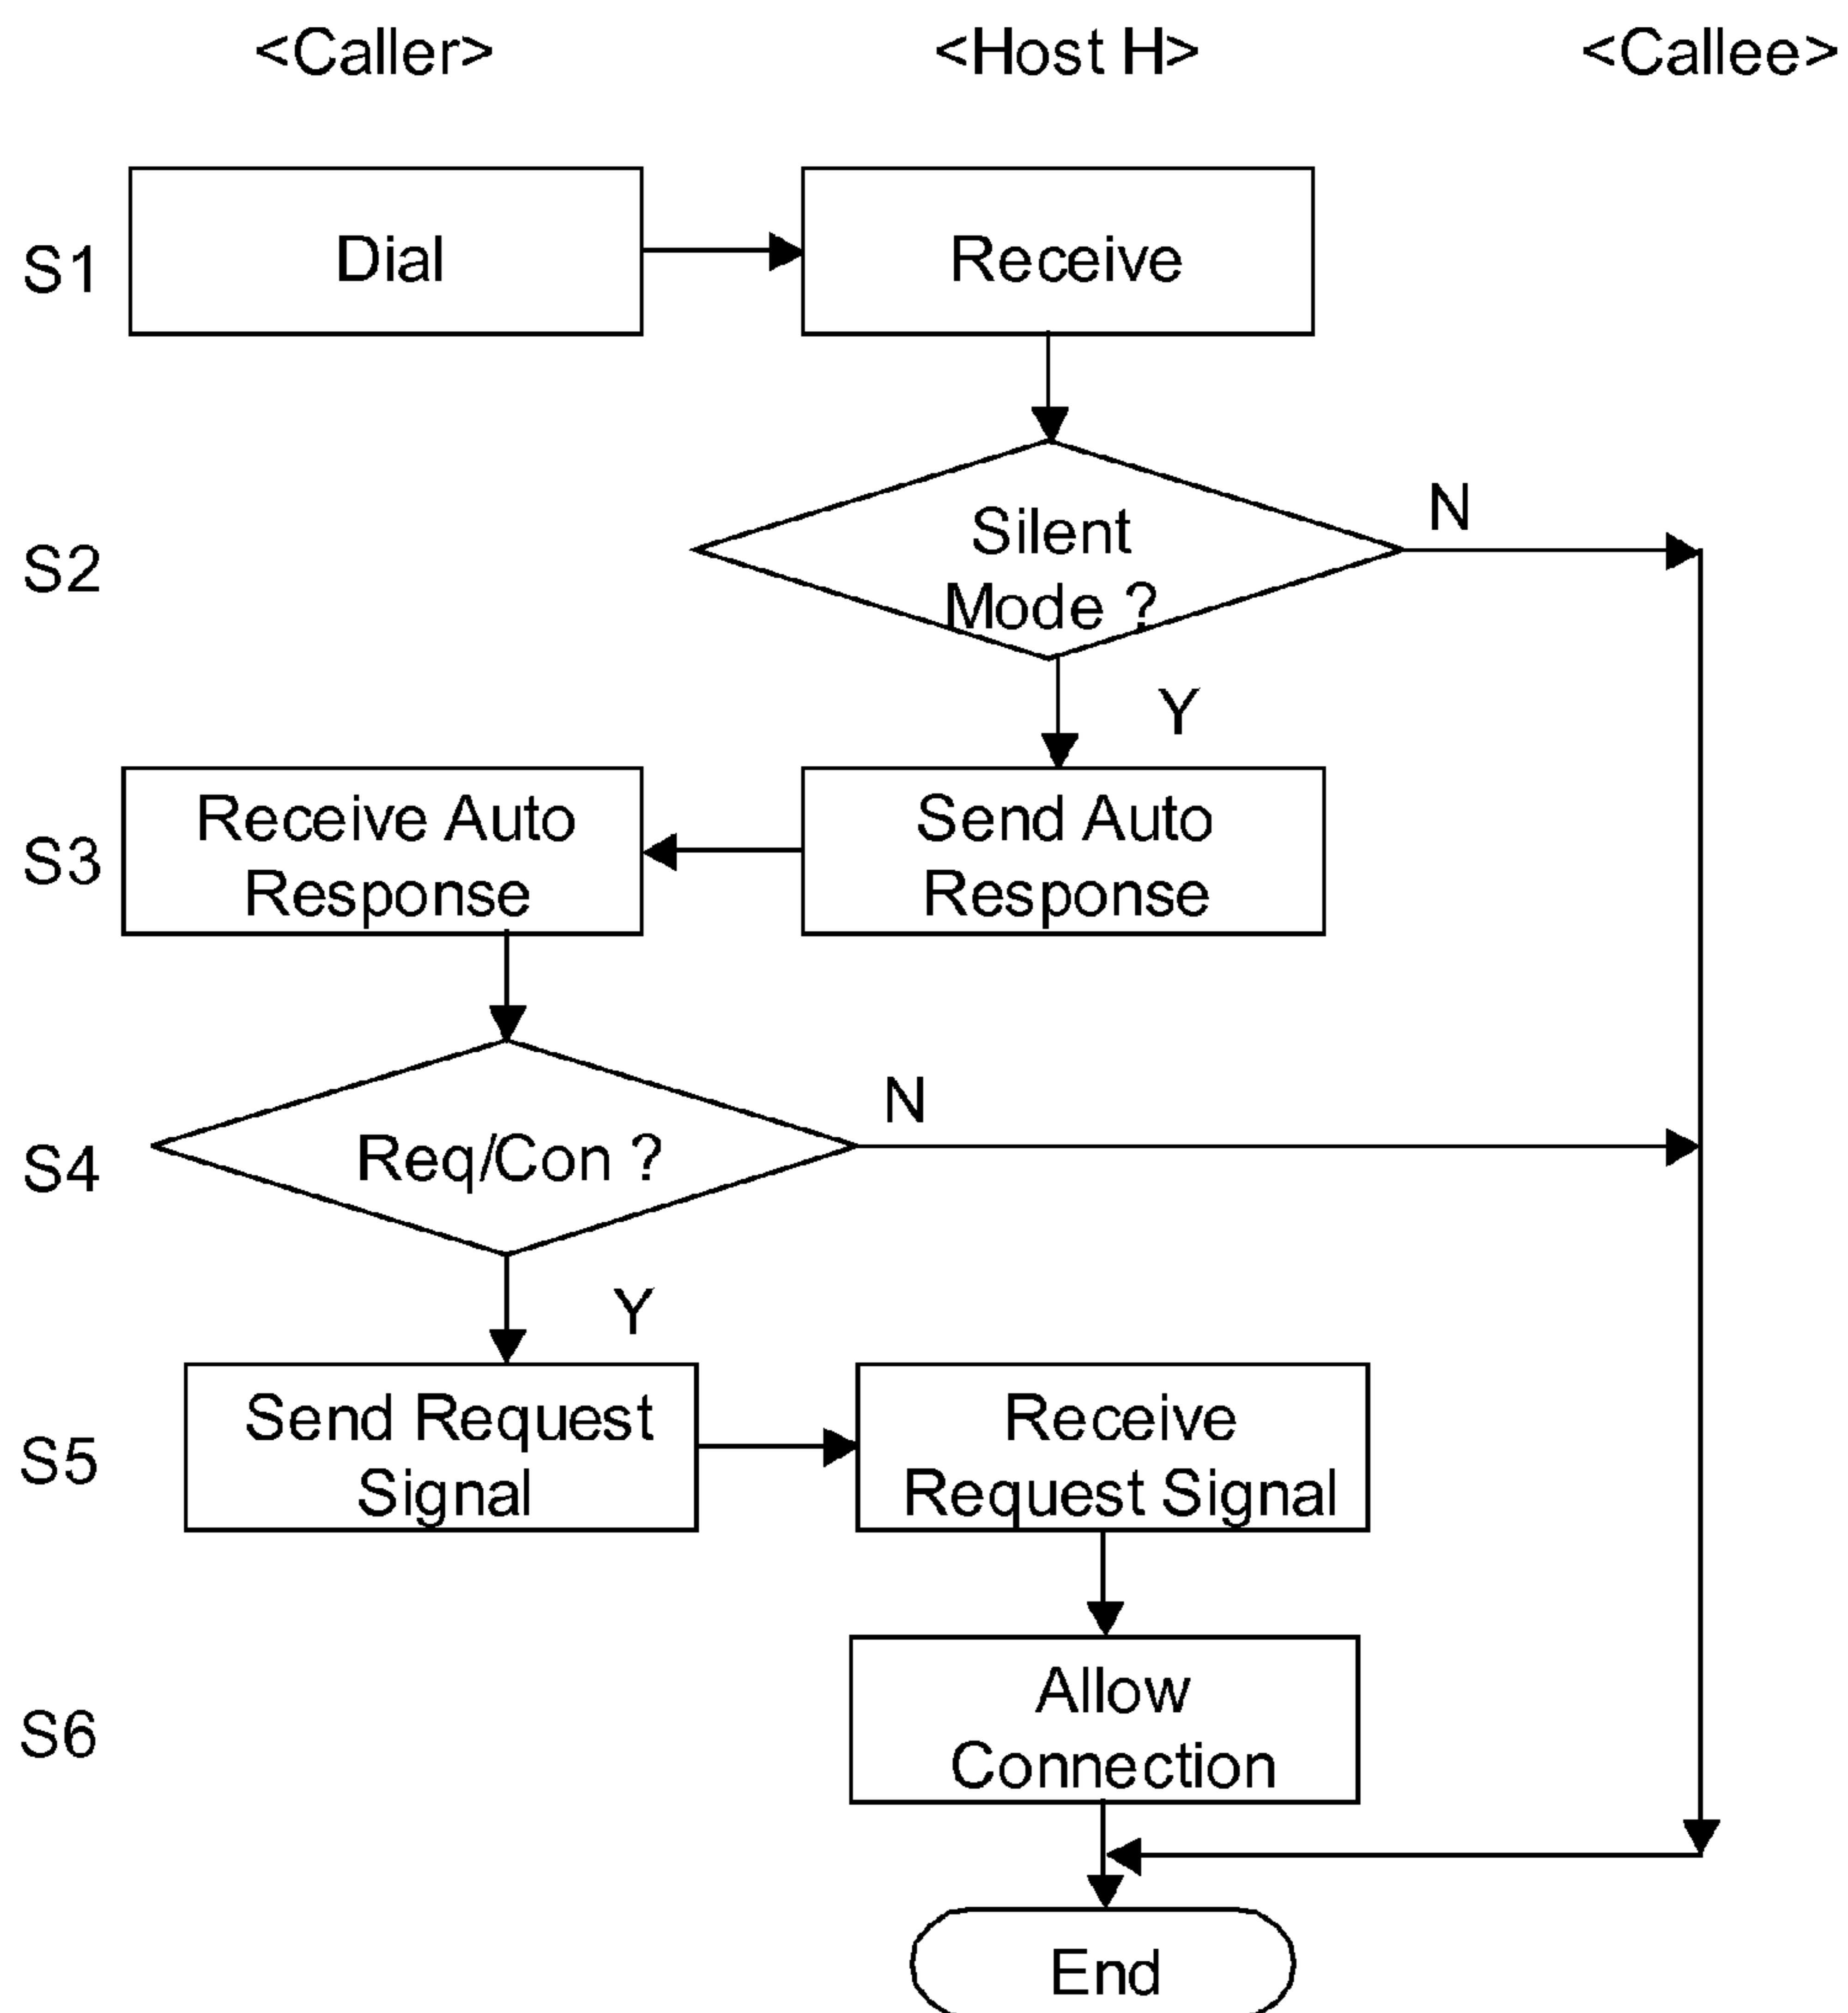 <Caller>
<Host H>
<Callee>
S1
Dial
Receive
S2
Silent
Mode ?
N
Y
S3
Receive Auto
Response
Send Auto
Response
S4
Req/Con ?
N
Y
S5
Send Request
Signal
Receive
Request Signal
S6
Allow
Connection
End